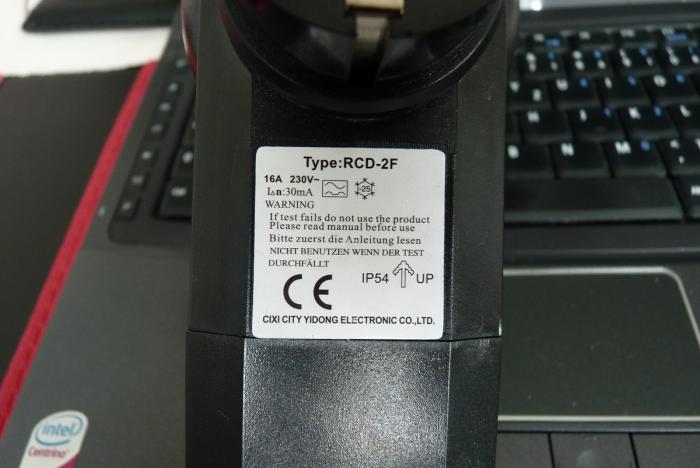 Type:RCD-2F
16A 230V~
IΔn:30mA
-25
WARNING
If test fails do not use the product
Please read manual before use
Bitte zuerst die Anleitung lesen
NICHT BENUTZEN WENN DER TEST
DURCHFÄLLT
CE IP54 UP
CIXI CITY YIDONG ELECTRONIC CO.,LTD.
intel
Centrino